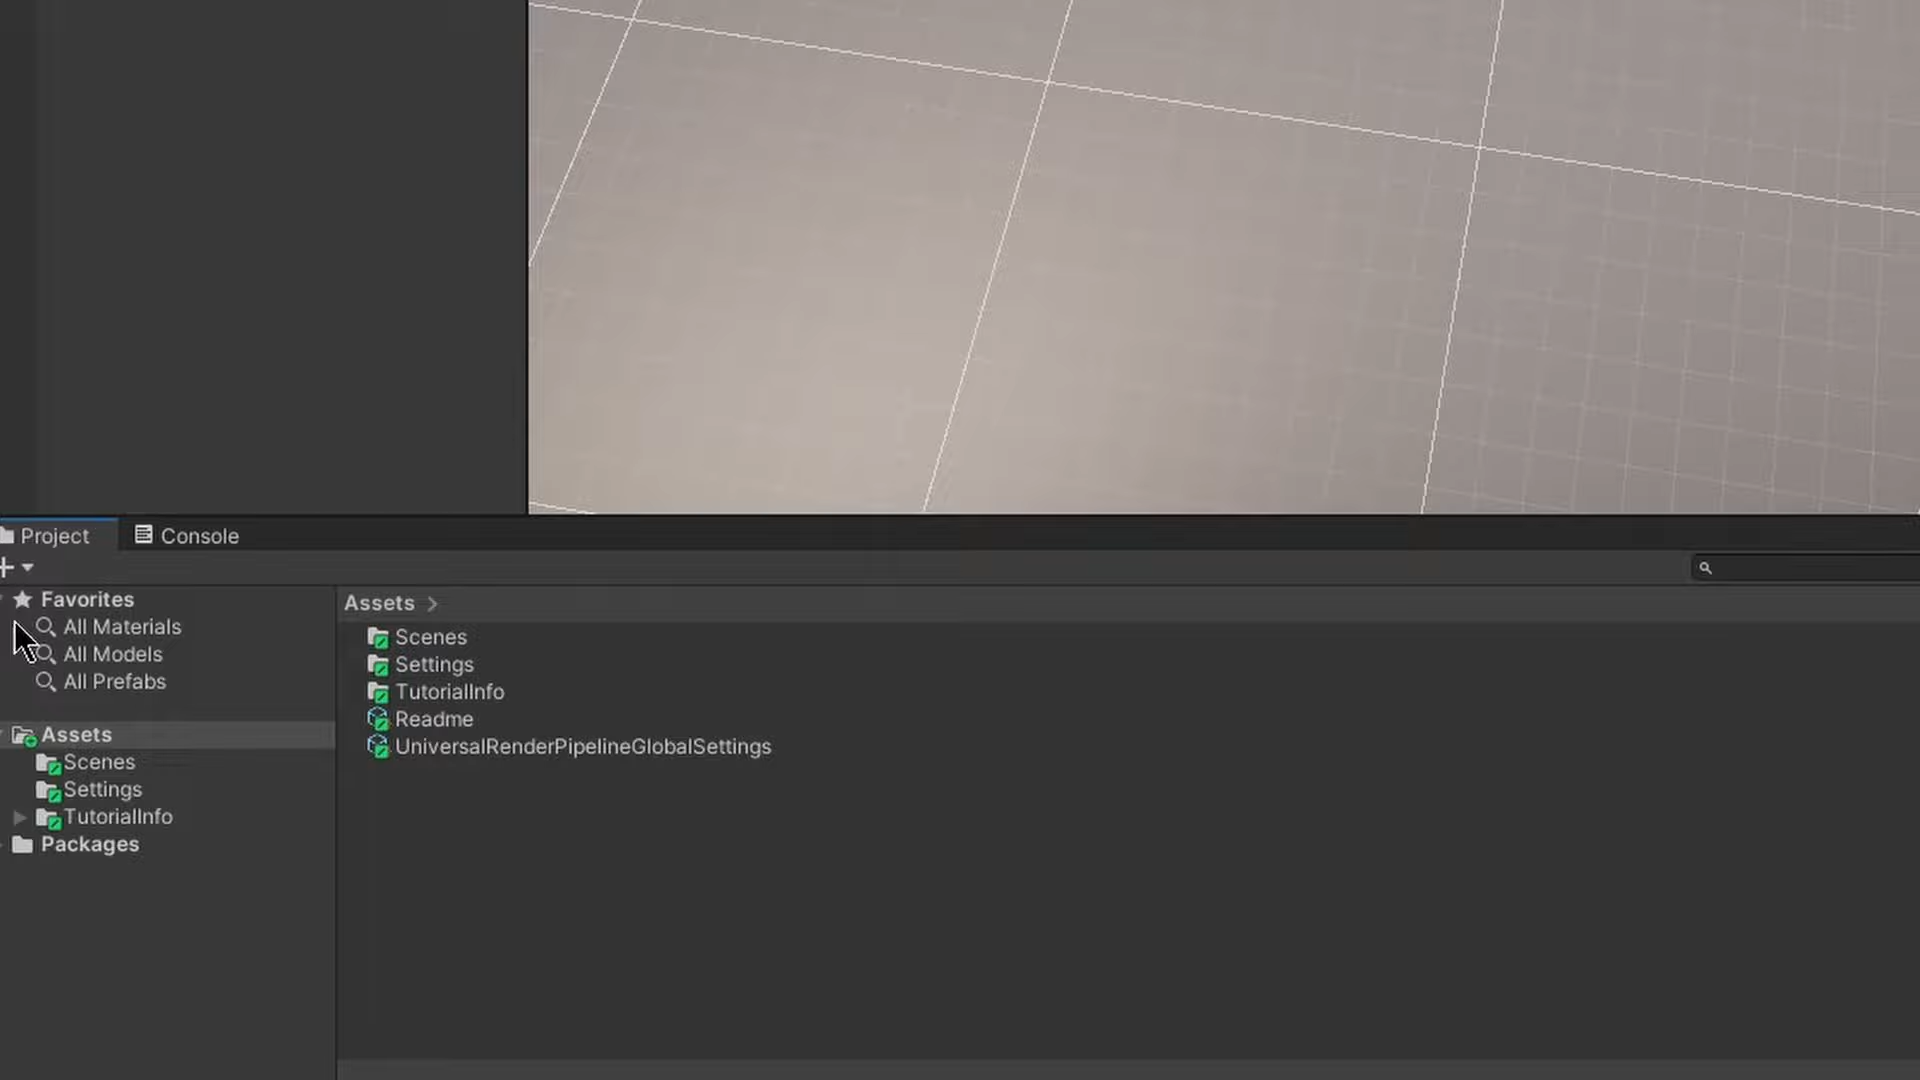 Project
Console
Favorites
All Materials
All Models
All Prefabs
Assets
Scenes
Settings
TutorialInfo
Packages
Assets >
Scenes
Settings
TutorialInfo
Readme
UniversalRenderPipelineGlobalSettings